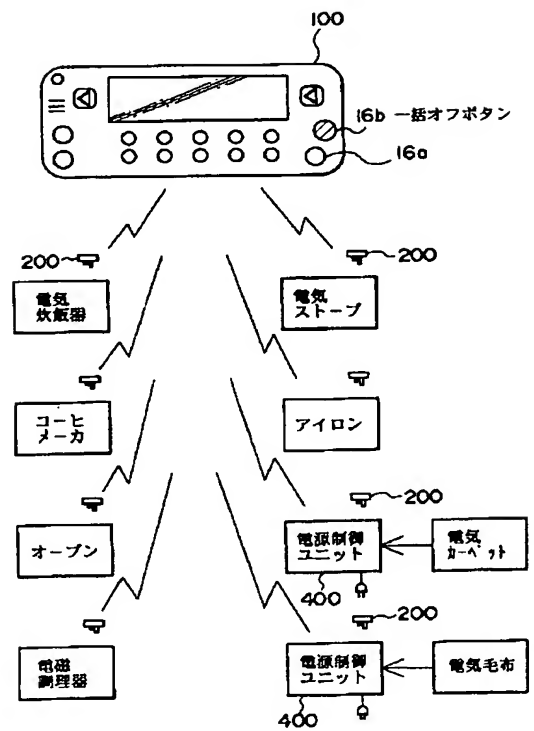 100
16b 一括オフボタン
16a
200
200
電気
炊飯器
電気
ストーブ
コーヒ
メーカ
アイロン
オーブン
200
電源制御
ユニット
電気
カーペット
400
200
電磁
調理器
電源制御
ユニット
電気毛布
400